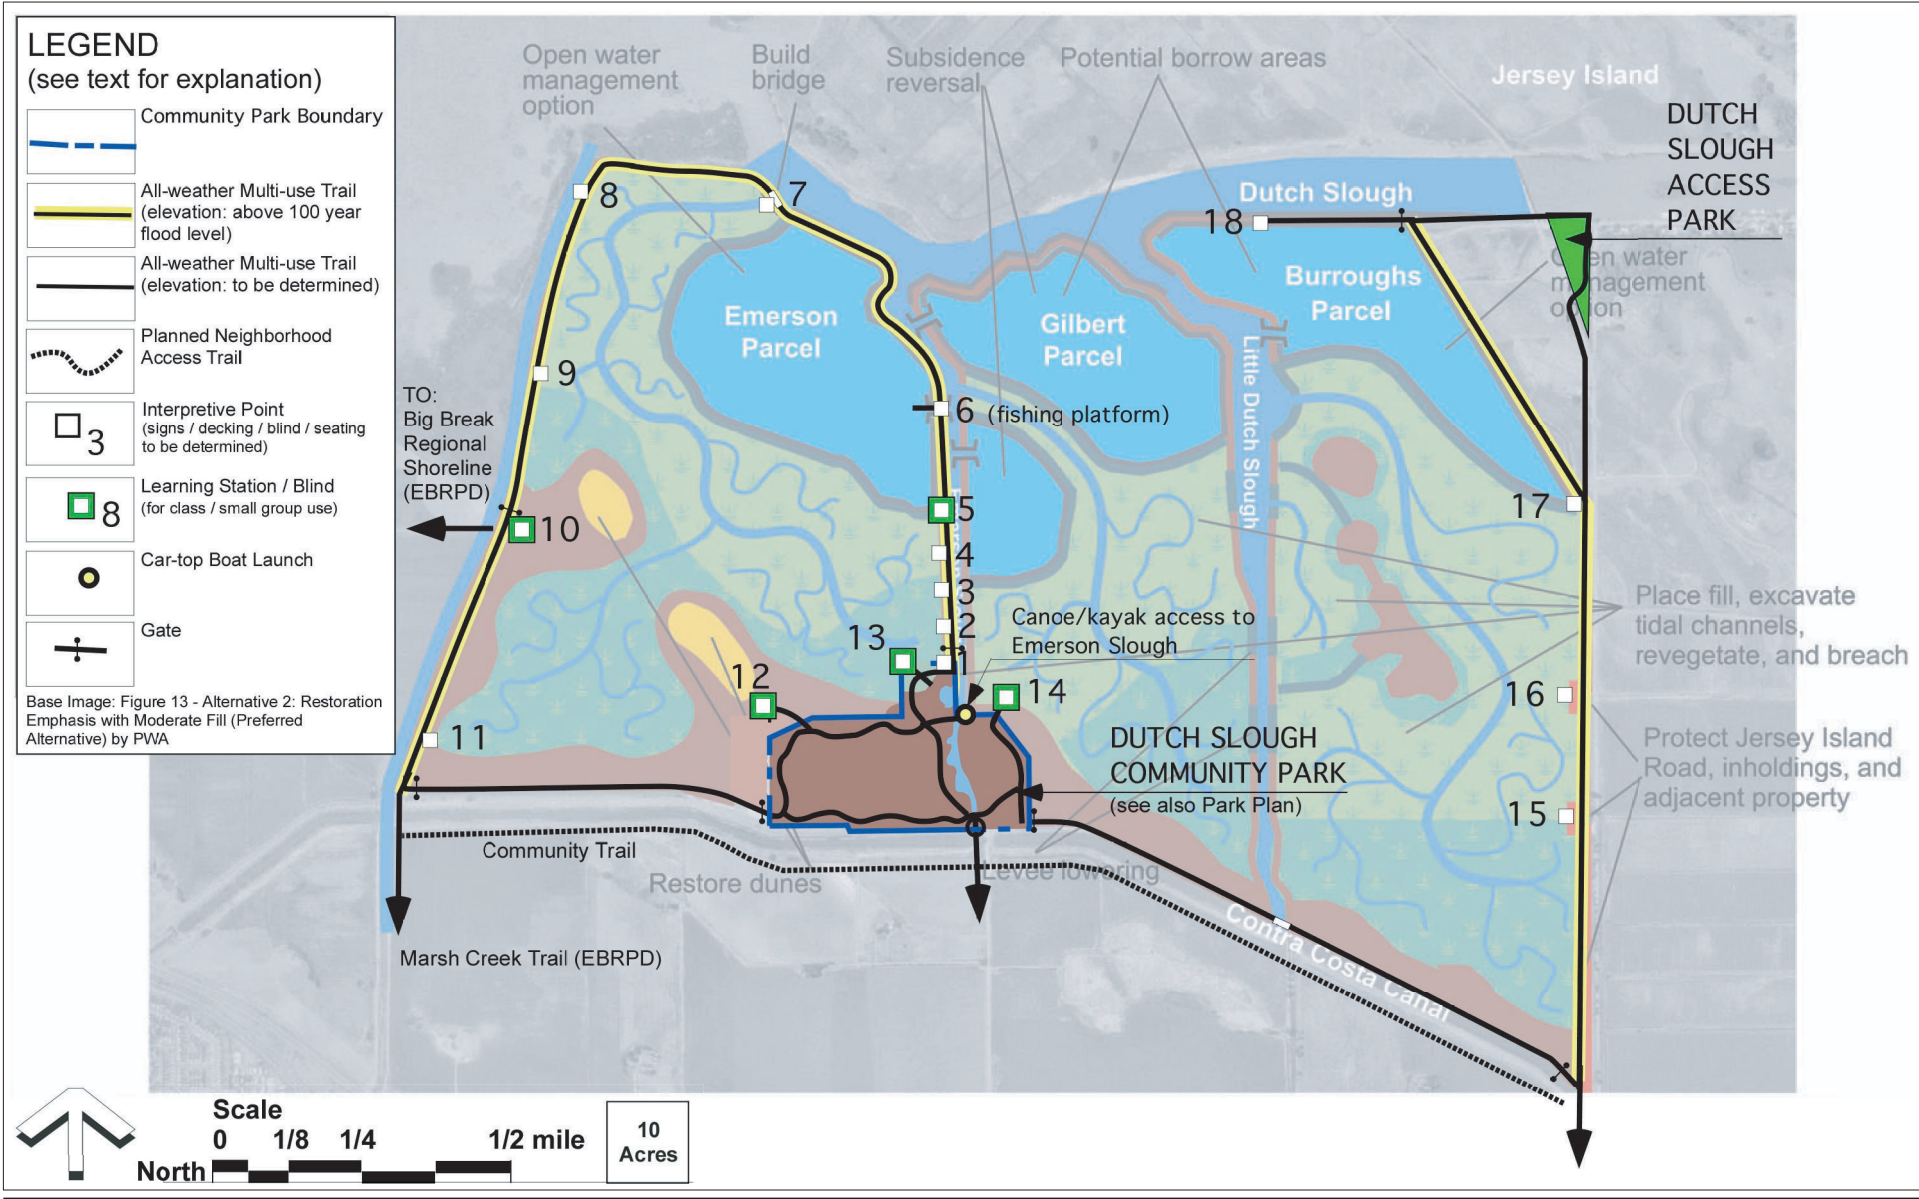 LEGEND
(see text for explanation)
Community Park Boundary
All-weather Multi-use Trail
(elevation: above 100 year
flood level)
All-weather Multi-use Trail
(elevation: to be determined)
Planned Neighborhood
Access Trail
3
Interpretive Point
(signs / decking / blind / seating
to be determined)
8
Learning Station / Blind
(for class / small group use)
Car-top Boat Launch
Gate
Base Image: Figure 13 - Alternative 2: Restoration
Emphasis with Moderate Fill (Preferred
Alternative) by PWA
Open water
management
option
Build
bridge
Subsidence
reversal
Potential borrow areas
Jersey Island
DUTCH
SLOUGH
ACCESS
PARK
8
7
Dutch Slough
18
Open water
management
option
Emerson
Parcel
Gilbert
Parcel
Burroughs
Parcel
Little Dutch Slough
9
TO:
Big Break
Regional
Shoreline
(EBRPD)
6 (fishing platform)
10
5
17
4
3
2
1
Canoe/kayak access to
Emerson Slough
13
12
14
Place fill, excavate
tidal channels,
revegetate, and breach
16
11
DUTCH SLOUGH
COMMUNITY PARK
(see also Park Plan)
Protect Jersey Island
Road, inholdings, and
adjacent property
15
Community Trail
Restore dunes
Levee lowering
Contra Costa Canal
Marsh Creek Trail (EBRPD)
Scale
0 1/8 1/4 1/2 mile
North
10
Acres